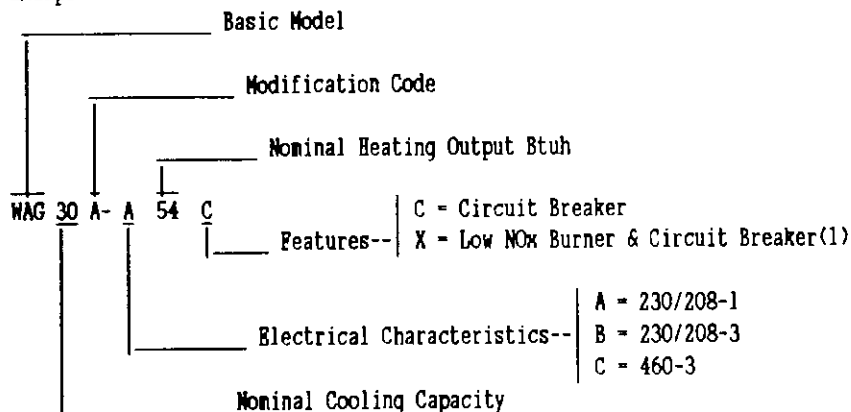 Basic Model
Modification Code
Nominal Heating Output Btuh
WAG 30 A- A 54 C
C = Circuit Breaker
Features--
X = Low NOx Burner & Circuit Breaker(1)
A = 230/208-1
Electrical Characteristics--
B = 230/208-3
C = 460-3
Nominal Cooling Capacity